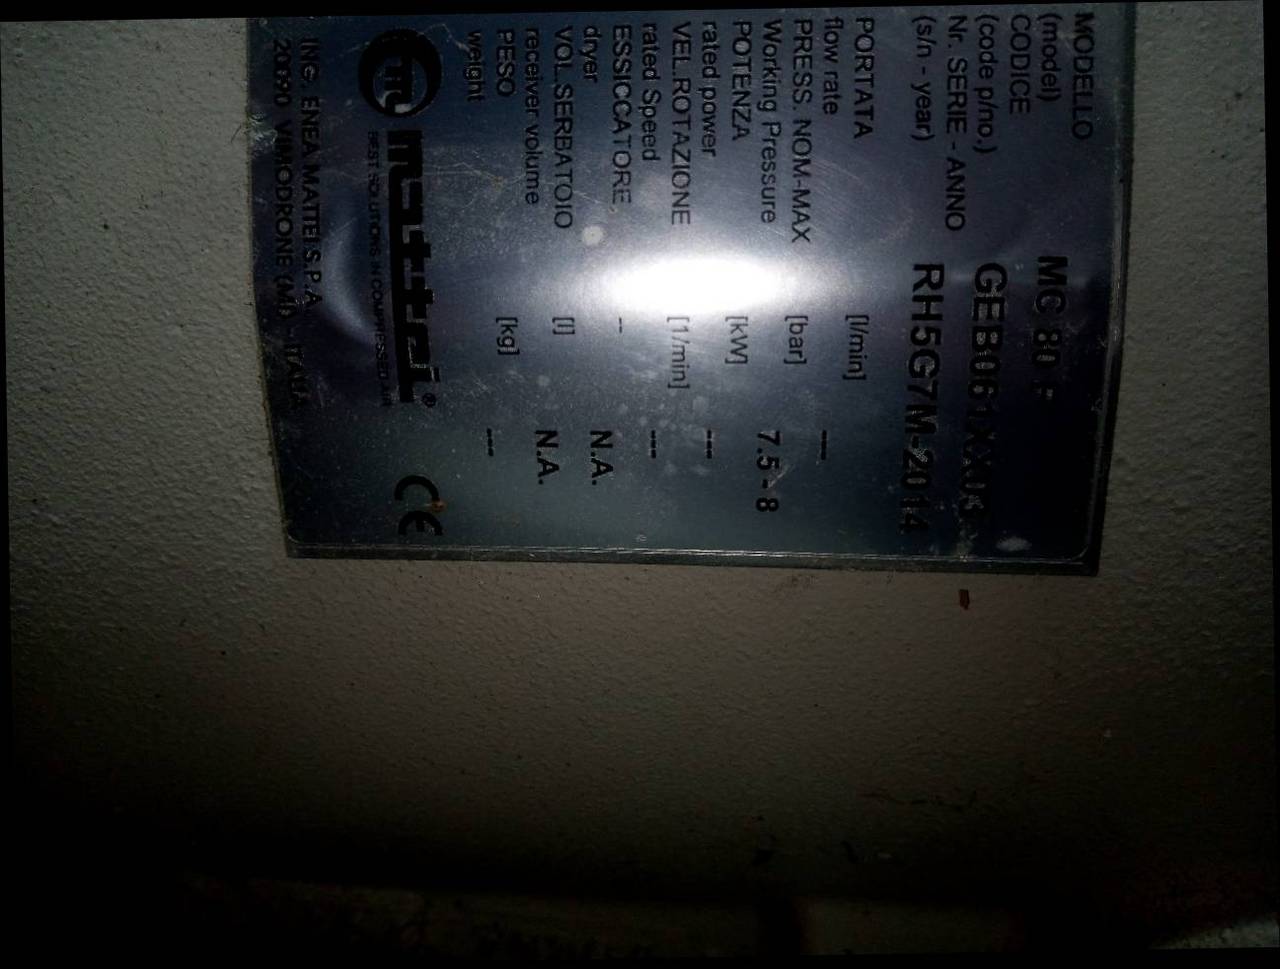 MODELLO
(model) MC 80
CODICE
(code p/no.) GEB061XX03
Nr. SERIE - ANNO
(s/n - year) RH5G7M-2014
PORTATA
flow rate [l/min] ---
PRESS. NOM-MAX
Working Pressure [bar] 7.5 - 8
POTENZA
rated power [kW] ---
VEL.ROTAZIONE
rated Speed [1/min] ---
ESSICCATORE
dryer -- N.A.
VOL.SERBATOIO
receiver volume [l] N.A.
PESO
weight [kg] ---
m mattei® CE
BEST SOLUTIONS IN COMPRESSED AIR
ING. ENEA MATTEI S.P.A.
20090 VIMODRONE (MI) - ITALIA